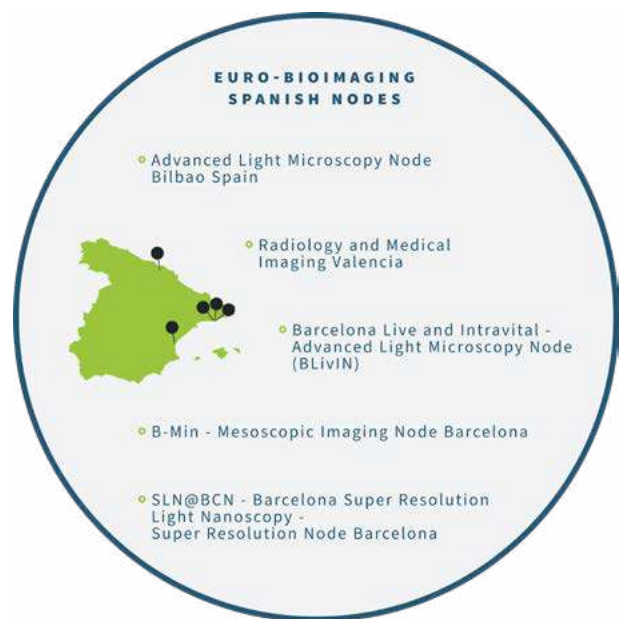 EURO-BIOIMAGING
SPANISH NODES
Advanced Light Microscopy Node
Bilbao Spain
Radiology and Medical
Imaging Valencia
Barcelona Live and Intravital -
Advanced Light Microscopy Node
(BLivIN)
B-Min - Mesoscopic Imaging Node Barcelona
SLN@BCN - Barcelona Super Resolution
Light Nanoscopy -
Super Resolution Node Barcelona